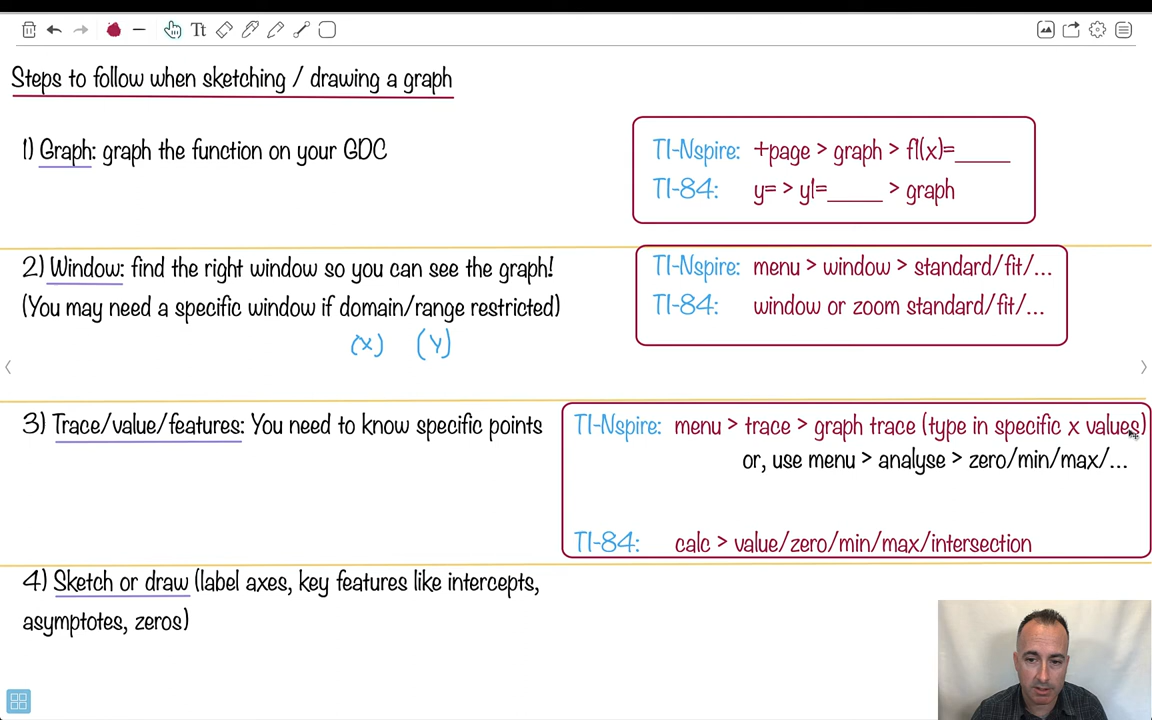 Tt
Steps to follow when sketching / drawing a graph
1) Graph: graph the function on your GDC
TI-Nspire: +page > graph > f1(x)=_____
TI-84: y= > y1=_____ > graph
2) Window: find the right window so you can see the graph!
(You may need a specific window if domain/range restricted)
(x) (y)
TI-Nspire: menu > window > standard/fit/...
TI-84: window or zoom standard/fit/...
3) Trace/value/features: You need to know specific points
TI-Nspire: menu > trace > graph trace (type in specific x values)
or, use menu > analyse > zero/min/max/...
TI-84: calc > value/zero/min/max/intersection
4) Sketch or draw (label axes, key features like intercepts,
asymptotes, zeros)